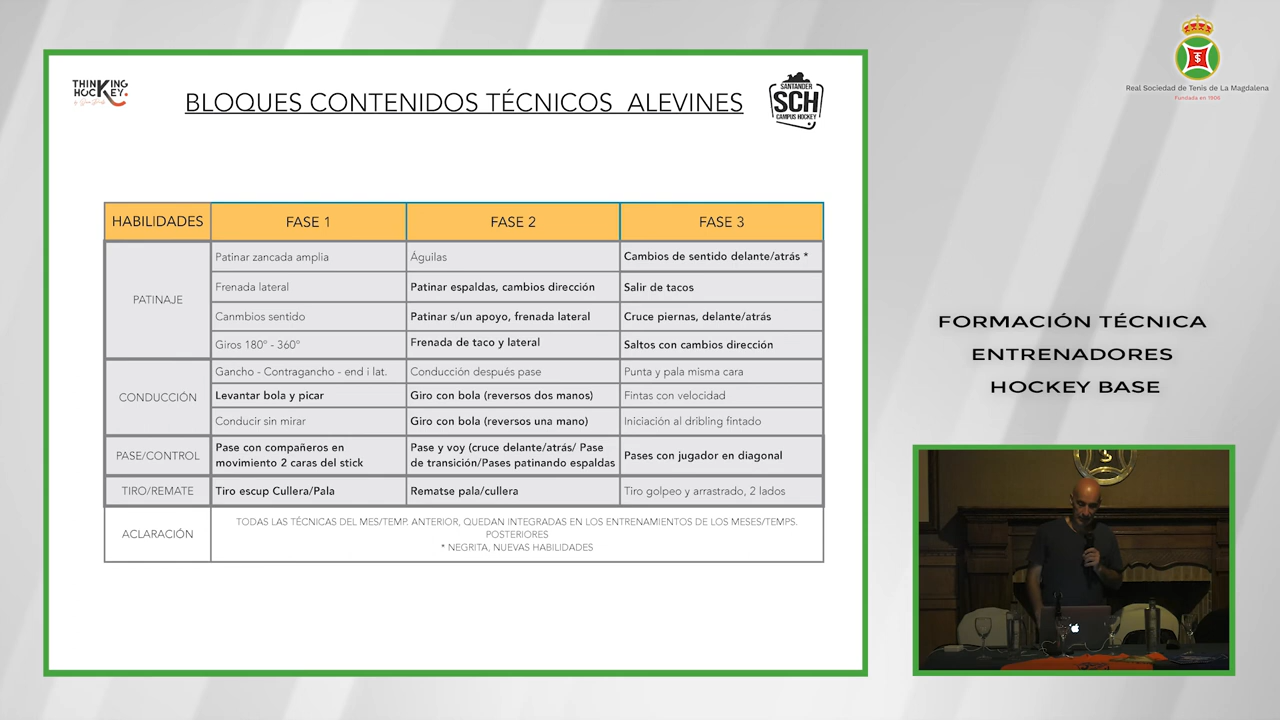 THINKING
HOCKEY
BLOQUES CONTENIDOS TÉCNICOS ALEVINES
SANTANDER
SCH
CAMPUS HOCKEY
Real Sociedad de Tenis de La Magdalena
Fundada en 1906
HABILIDADES FASE 1 FASE 2 FASE 3
PATINAJE
Patinar zancada amplia Águilas Cambios de sentido delante/atrás *
Frenada lateral Patinar espaldas, cambios dirección Salir de tacos
Canmbios sentido Patinar s/un apoyo, frenada lateral Cruce piernas, delante/atrás
Giros 180º - 360º Frenada de taco y lateral Saltos con cambios dirección
CONDUCCIÓN
Gancho - Contragancho - end i lat. Conducción después pase Punta y pala misma cara
Levantar bola y picar Giro con bola (reversos dos manos) Fintas con velocidad
Conducir sin mirar Giro con bola (reversos una mano) Iniciación al dribling fintado
PASE/CONTROL
Pase con compañeros en
movimiento 2 caras del stick
Pase y voy (cruce delante/atrás/ Pase
de transición/Pases patinando espaldas
Pases con jugador en diagonal
TIRO/REMATE Tiro escup Cullera/Pala Rematse pala/cullera Tiro golpeo y arrastrado, 2 lados
ACLARACIÓN
TODAS LAS TÉCNICAS DEL MES/TEMP. ANTERIOR, QUEDAN INTEGRADAS EN LOS ENTRENAMIENTOS DE LOS MESES/TEMPS.
POSTERIORES
* NEGRITA, NUEVAS HABILIDADES
FORMACIÓN TÉCNICA
ENTRENADORES
HOCKEY BASE